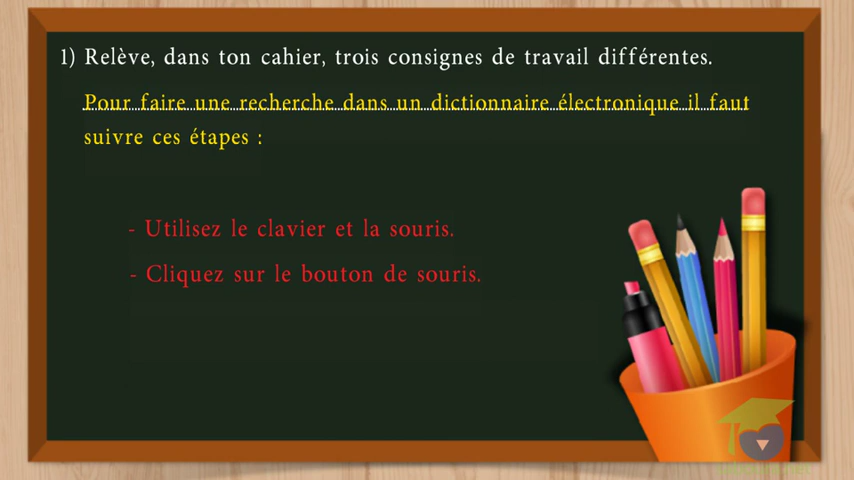 1) Relève, dans ton cahier, trois consignes de travail différentes.
Pour faire une recherche dans un dictionnaire électronique il faut
suivre ces étapes :
- Utilisez le clavier et la souris.
- Cliquez sur le bouton de souris.